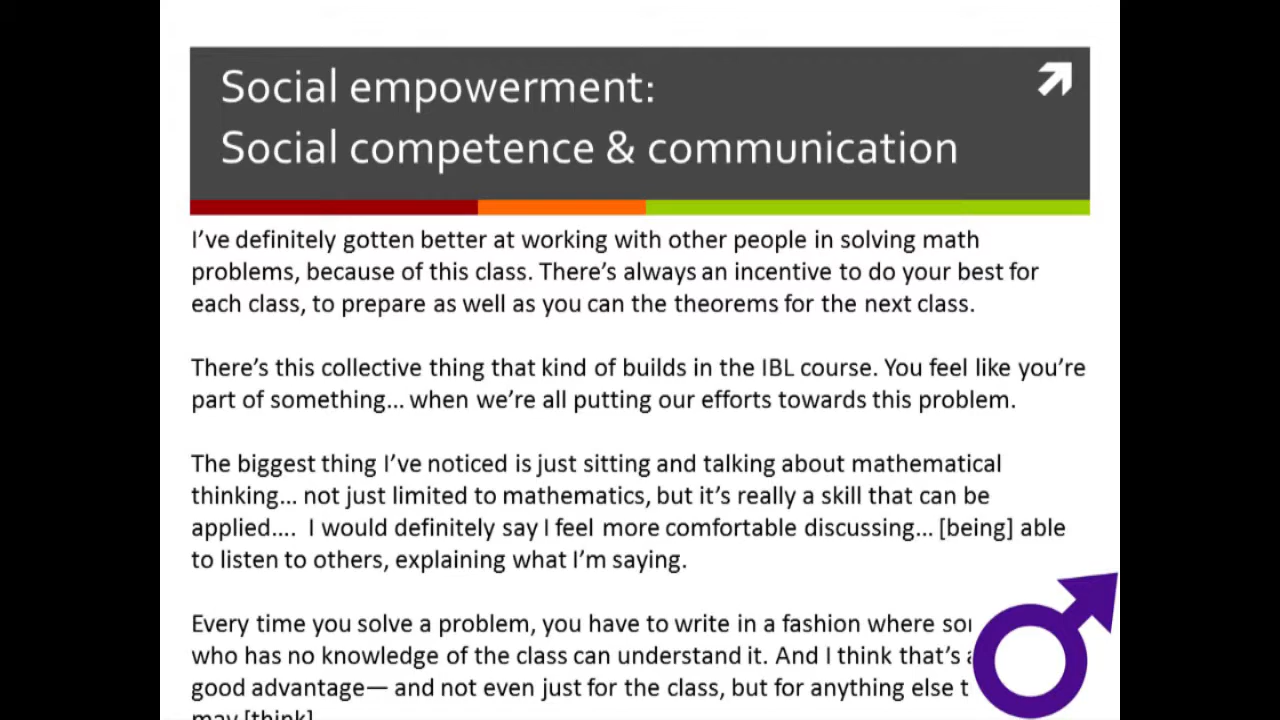 Social empowerment:
Social competence & communication
I've definitely gotten better at working with other people in solving math
problems, because of this class. There's always an incentive to do your best for
each class, to prepare as well as you can the theorems for the next class.
There's this collective thing that kind of builds in the IBL course. You feel like you're
part of something... when we're all putting our efforts towards this problem.
The biggest thing I've noticed is just sitting and talking about mathematical
thinking... not just limited to mathematics, but it's really a skill that can be
applied.... I would definitely say I feel more comfortable discussing... [being] able
to listen to others, explaining what I'm saying.
Every time you solve a problem, you have to write in a fashion where
who has no knowledge of the class can understand it. And I think that's
good advantage— and not even just for the class, but for anything else
may [think]